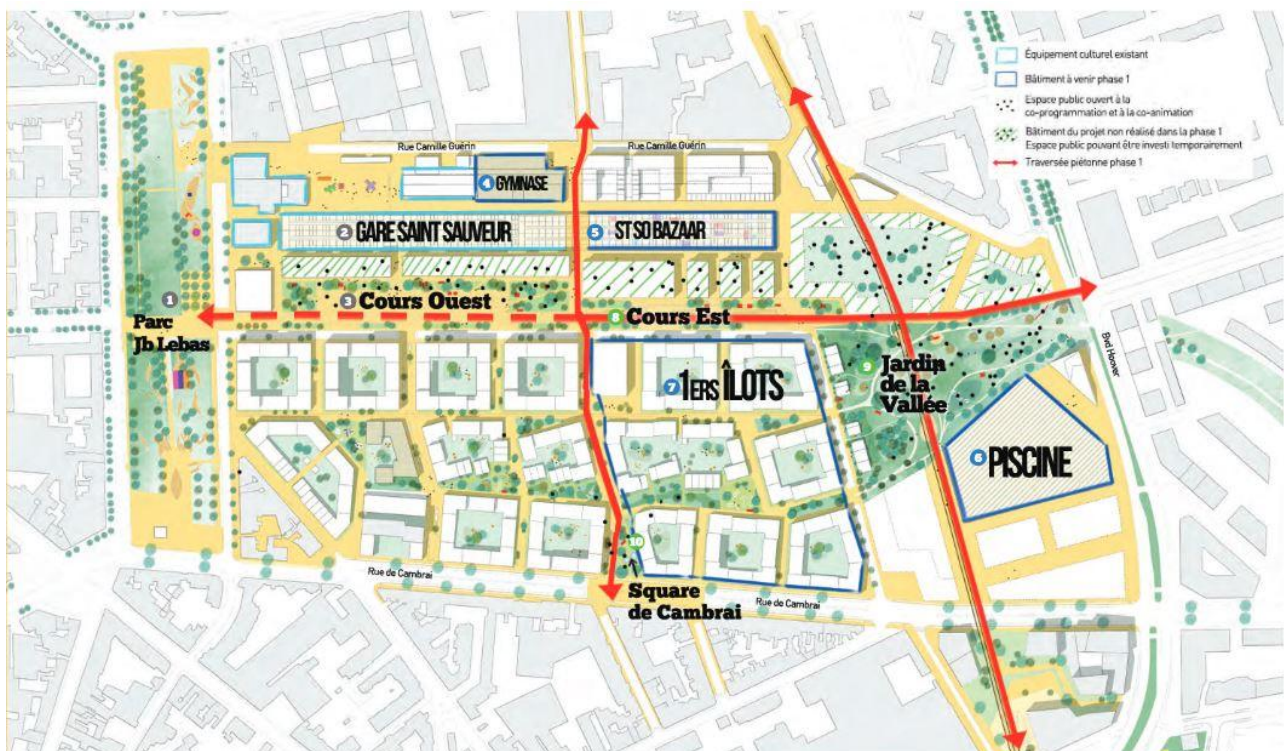 Équipement culturel existant
Bâtiment à venir phase 1
Espace public ouvert à la
co-programmation et à la co-animation
Bâtiment du projet non réalisé dans la phase 1
Espace public pouvant être investi temporairement
Traversée piétonne phase 1
Rue Camille Guérin
Rue Camille Guérin
4 GYMNASE
2 GARE SAINT SAUVEUR
5 ST SO BAZAAR
1
Parc
Jb Lebas
3 Cours Ouest
8 Cours Est
Bvd Hoover
7 1ERS ÎLOTS
9 Jardin
de la
Vallée
6 PISCINE
10
Square
de Cambrai
Rue de Cambrai
Rue de Cambrai